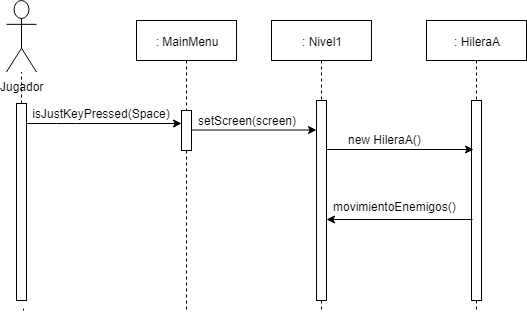 : MainMenu
: Nivel1
: HileraA
Jugador
isJustKeyPressed(Space)
setScreen(screen)
new HileraA()
movimientoEnemigos()